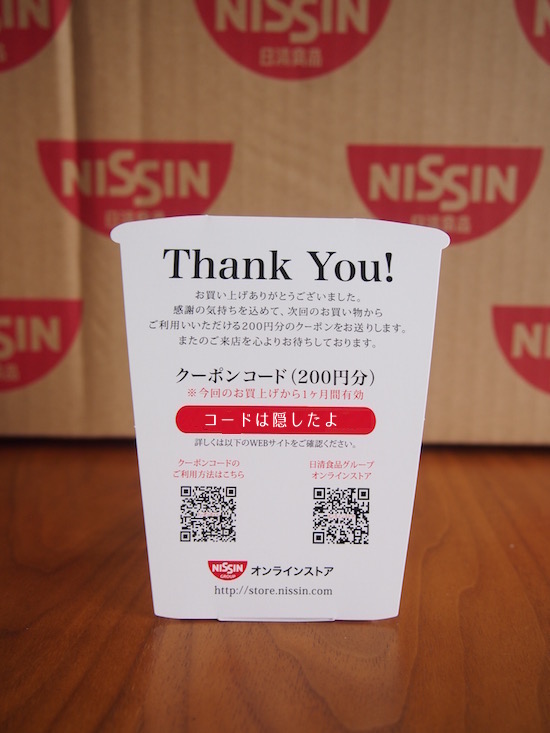 NISSIN
日清食品
NISSIN
日清食品
NISSIN
日清食品
SSIN
食品
NIS
Thank You!
お買い上げありがとうございました。
感謝の気持ちを込めて、次回のお買い物から
ご利用いいただける200円分のクーポンをお送りします。
またのご来店を心よりお待ちしております。
クーポンコード（200円分）
※今回のお買上げから1ヶ月間有効
コードは隠したよ
詳しくは以下のWEBサイトをご確認ください。
クーポンコードの
ご利用方法はこちら
日清食品グループ
オンラインストア
NISSIN
GROUP
オンラインストア
http://store.nissin.com